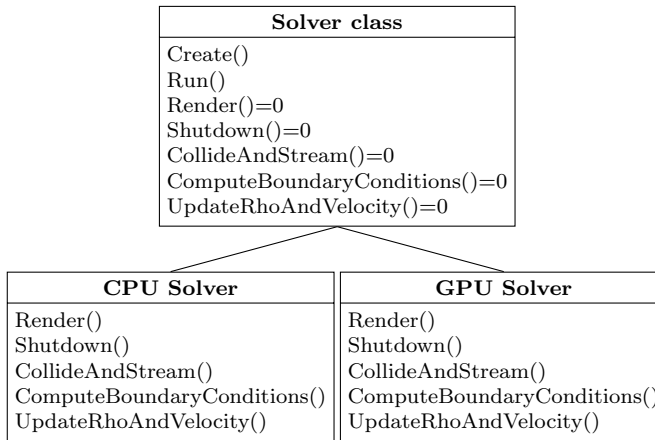 Solver class
Create()
Run()
Render()=0
Shutdown()=0
CollideAndStream()=0
ComputeBoundaryConditions()=0
UpdateRhoAndVelocity()=0
CPU Solver
Render()
Shutdown()
CollideAndStream()
ComputeBoundaryConditions()
UpdateRhoAndVelocity()
GPU Solver
Render()
Shutdown()
CollideAndStream()
ComputeBoundaryConditions()
UpdateRhoAndVelocity()